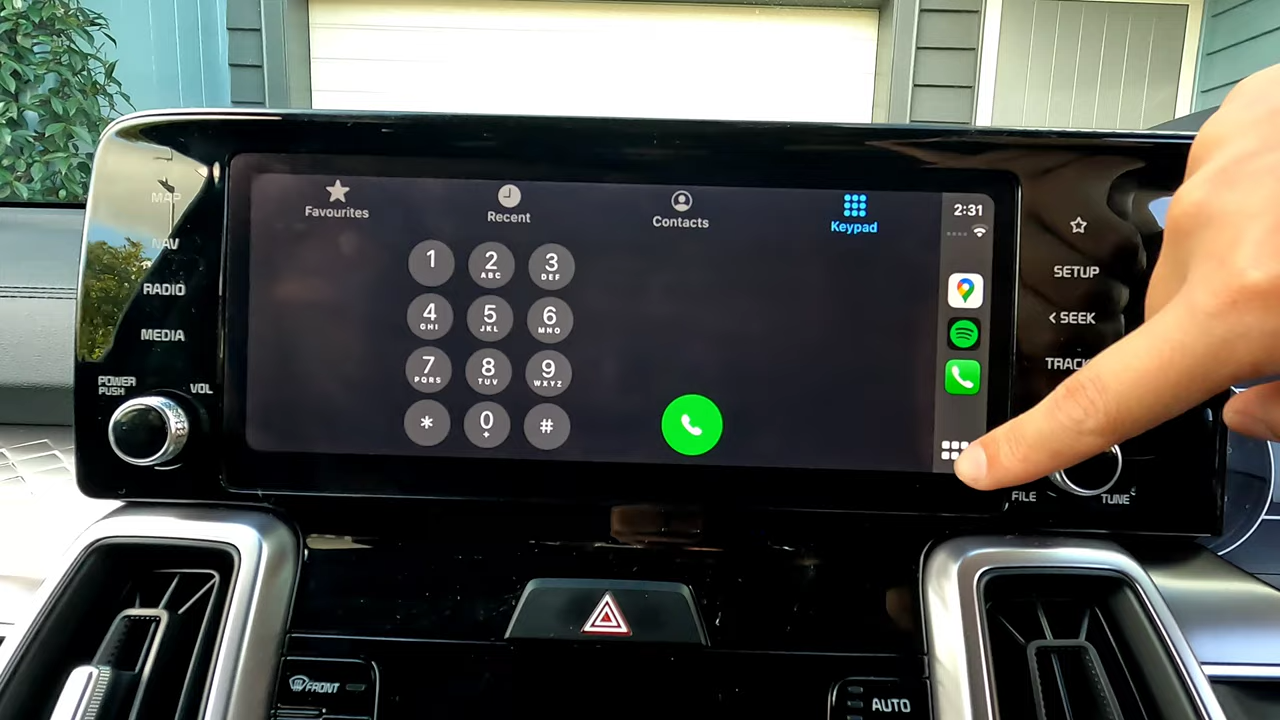 MAP
NAV
RADIO
MEDIA
POWER
PUSH
VOL
Favourites
Recent
Contacts
Keypad
1
2
ABC
3
DEF
4
GHI
5
JKL
6
MNO
7
PQRS
8
TUV
9
WXYZ
*
0
+
#
2:31
SETUP
< SEEK
TRACK
FILE
TUNE
FRONT
AUTO